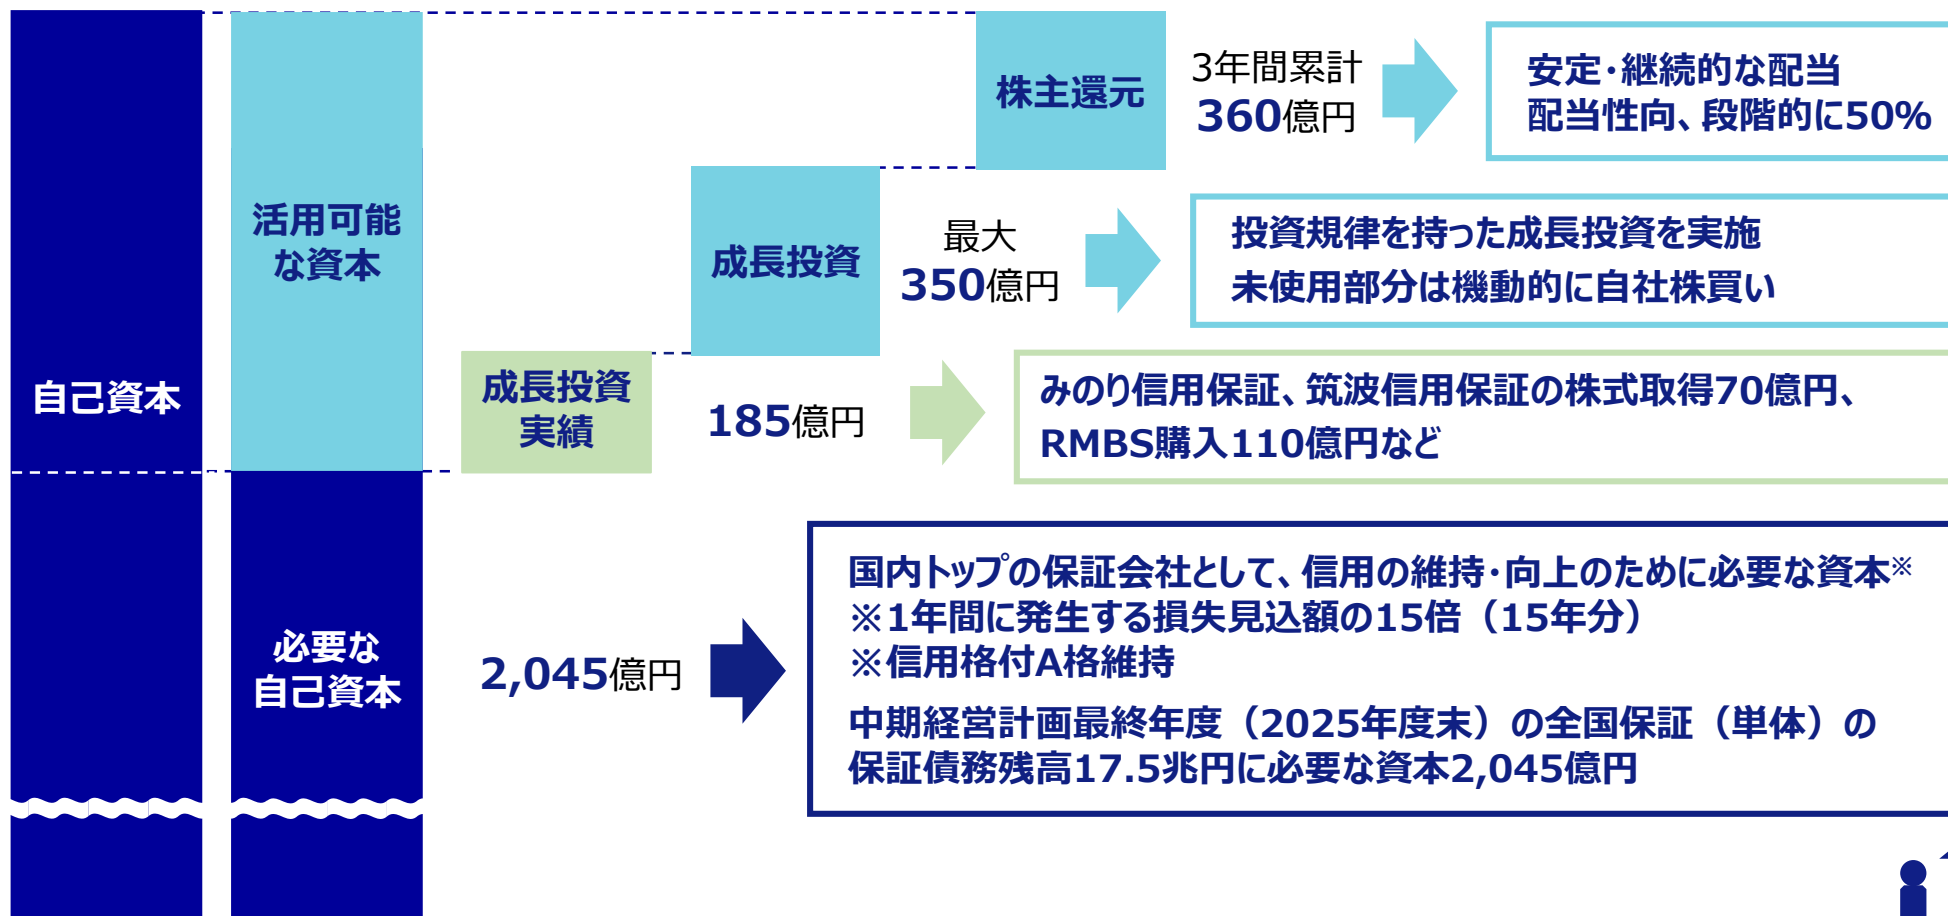 自己資本
活用可能
な資本
必要な
自己資本
株主還元
3年間累計
360億円
安定・継続的な配当
配当性向、段階的に50%
成長投資
最大
350億円
投資規律を持った成長投資を実施
未使用部分は機動的に自社株買い
成長投資
実績
185億円
みのり信用保証、筑波信用保証の株式取得70億円、
RMBS購入110億円など
2,045億円
国内トップの保証会社として、信用の維持・向上のために必要な資本※
※1年間に発生する損失見込額の15倍（15年分）
※信用格付A格維持
中期経営計画最終年度（2025年度末）の全国保証（単体）の
保証債務残高17.5兆円に必要な資本2,045億円